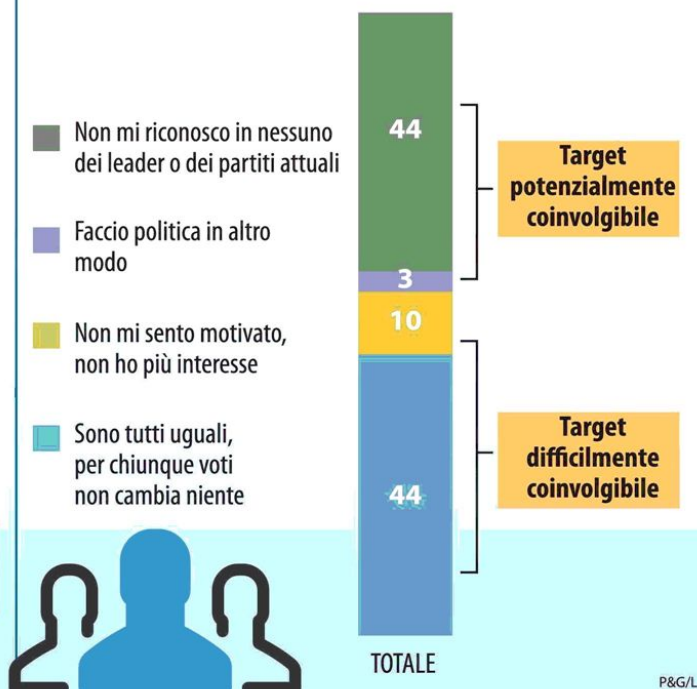 Non mi riconosco in nessuno
dei leader o dei partiti attuali
Faccio politica in altro
modo
Non mi sento motivato,
non ho più interesse
Sono tutti uguali,
per chiunque voti
non cambia niente
44
3
10
44
TOTALE
Target
potenzialmente
coinvolgibile
Target
difficilmente
coinvolgibile
P&G/L